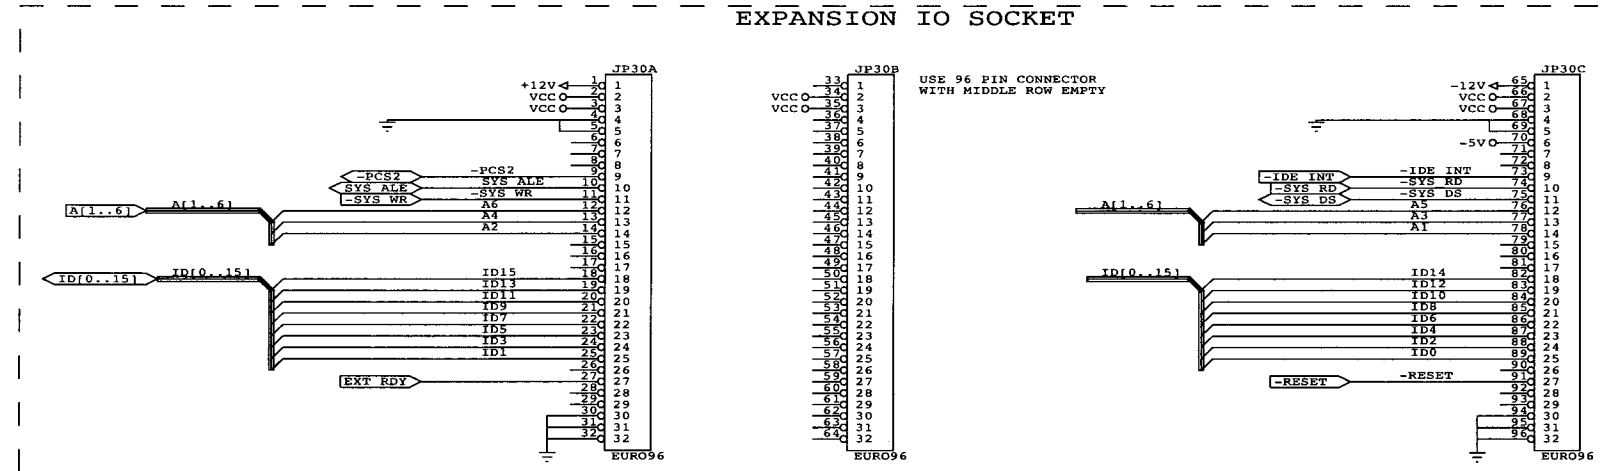 EXPANSION IO SOCKET
JP30A
+12V 1 1
VCC 2 2
VCC 3 3
4 4
5 5
6 6
7 7
8 8
-PCS2 -PCS2 9 9
SYS ALE SYS ALE 10 10
-SYS WR -SYS WR 11 11
A[1..6] A[1..6] A6 12 12
A4 13 13
A2 14 14
15 15
16 16
17 17
ID[0..15] ID[0..15] ID15 18 18
ID13 19 19
ID11 20 20
ID9 21 21
ID7 22 22
ID5 23 23
ID3 24 24
ID1 25 25
26 26
EXT RDY 27 27
28 28
29 29
30 30
31 31
32 32
EURO96
JP30B
USE 96 PIN CONNECTOR
WITH MIDDLE ROW EMPTY
33 1
VCC 34 2
VCC 35 3
36 4
37 5
38 6
39 7
40 8
41 9
42 10
43 11
44 12
45 13
46 14
47 15
48 16
49 17
50 18
51 19
52 20
53 21
54 22
55 23
56 24
57 25
58 26
59 27
60 28
61 29
62 30
63 31
64 32
EURO96
JP30C
-12V 65 1
VCC 66 2
VCC 67 3
68 4
69 5
-5V 70 6
71 7
72 8
-IDE INT -IDE INT 73 9
-SYS RD -SYS RD 74 10
-SYS DS -SYS DS 75 11
A[1..6] A5 76 12
A3 77 13
A1 78 14
79 15
80 16
81 17
ID[0..15] ID14 82 18
ID12 83 19
ID10 84 20
ID8 85 21
ID6 86 22
ID4 87 23
ID2 88 24
ID0 89 25
90 26
-RESET -RESET 91 27
92 28
93 29
94 30
95 31
96 32
EURO96